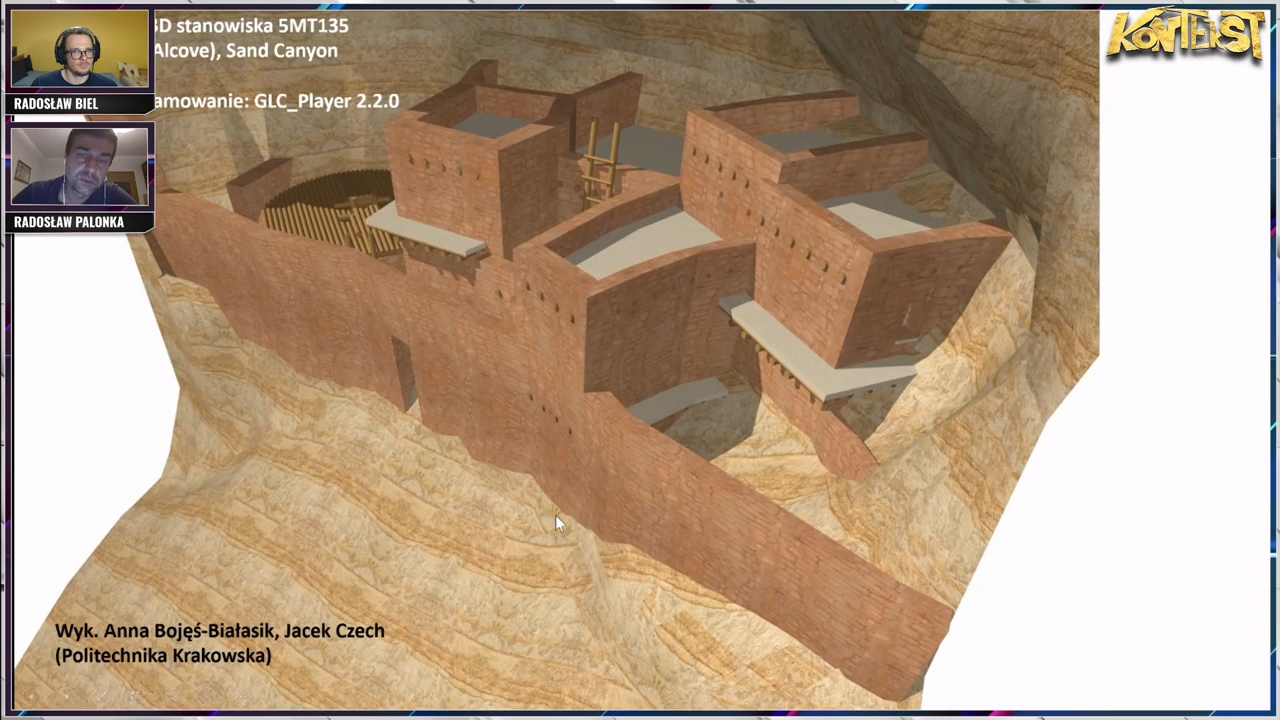 3D stanowiska 5MT135
Alcove), Sand Canyon
amowanie: GLC_Player 2.2.0
RADOSŁAW BIEL
RADOSŁAW PALONKA
KONTEKST
Wyk. Anna Bojęś-Białasik, Jacek Czech
(Politechnika Krakowska)